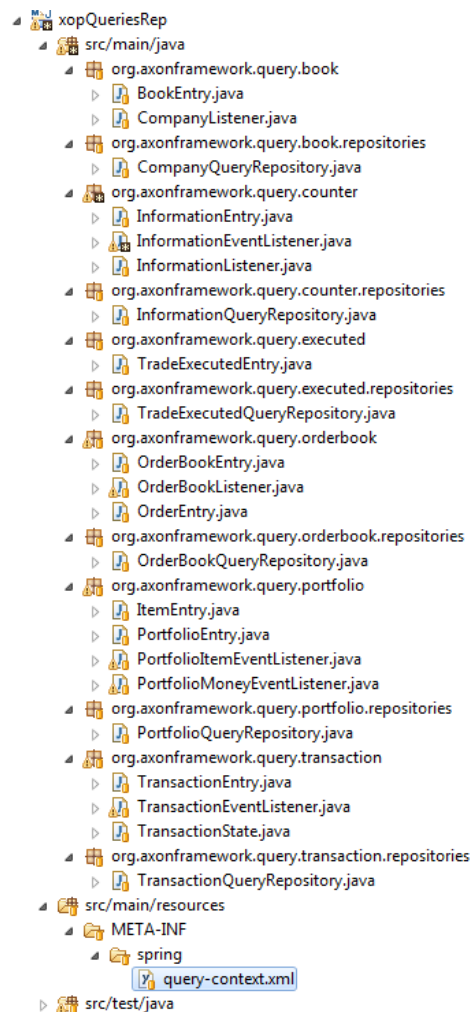 xopQueriesRep
src/main/java
org.axonframework.query.book
BookEntry.java
CompanyListener.java
org.axonframework.query.book.repositories
CompanyQueryRepository.java
org.axonframework.query.counter
InformationEntry.java
InformationEventListener.java
InformationListener.java
org.axonframework.query.counter.repositories
InformationQueryRepository.java
org.axonframework.query.executed
TradeExecutedEntry.java
org.axonframework.query.executed.repositories
TradeExecutedQueryRepository.java
org.axonframework.query.orderbook
OrderBookEntry.java
OrderBookListener.java
OrderEntry.java
org.axonframework.query.orderbook.repositories
OrderBookQueryRepository.java
org.axonframework.query.portfolio
ItemEntry.java
PortfolioEntry.java
PortfolioItemEventListener.java
PortfolioMoneyEventListener.java
org.axonframework.query.portfolio.repositories
PortfolioQueryRepository.java
org.axonframework.query.transaction
TransactionEntry.java
TransactionEventListener.java
TransactionState.java
org.axonframework.query.transaction.repositories
TransactionQueryRepository.java
src/main/resources
META-INF
spring
query-context.xml
src/test/java